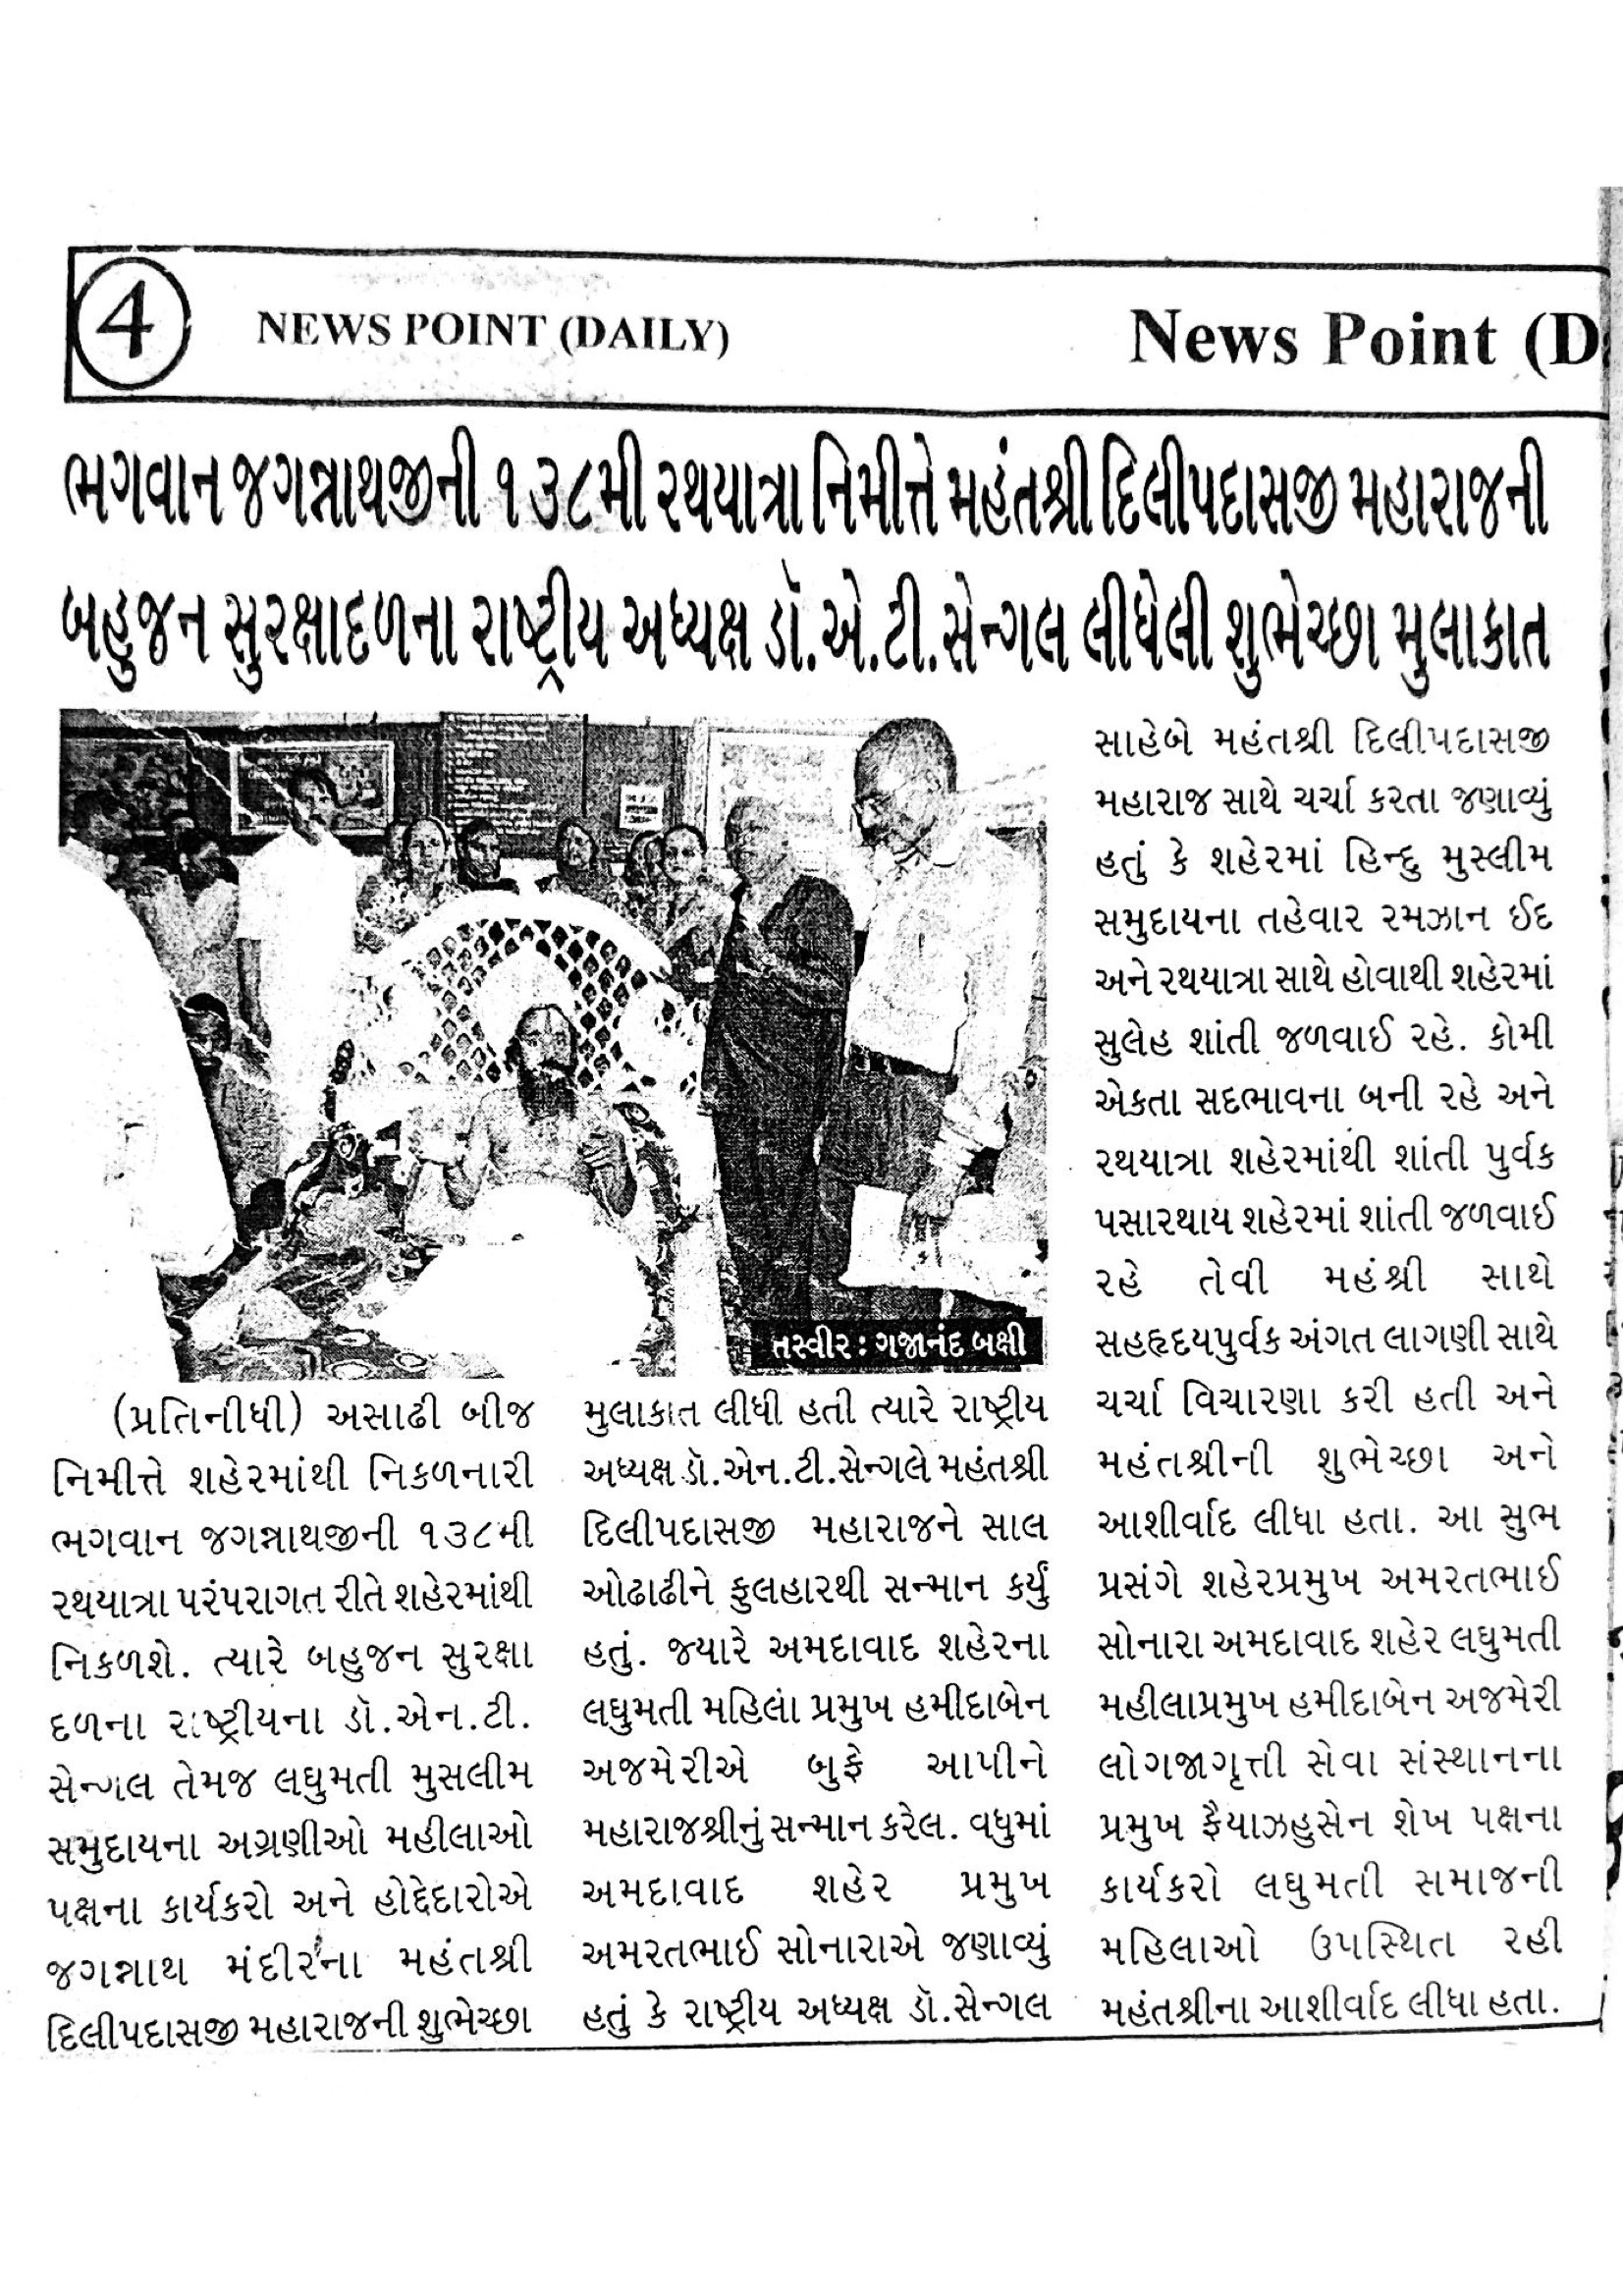 4
NEWS POINT (DAILY)
News Point (D
ભગવાન જગન્નાથજીની ૧૩૮મી રથયાત્રા નિમીત્તે મહંતશ્રી દિલીપદાસજી મહારાજની
બહુજન સુરક્ષાદળના રાષ્ટ્રીય અધ્યક્ષ ડૉ.એ.ટી.સેન્ગલ લીધેલી શુભેચ્છા મુલાકાત
તસ્વીર : ગજાનંદ બક્ષી
(પ્રતિનીધી) અસાઢી બીજ
નિમીત્તે શહેરમાંથી નિકળનારી
ભગવાન જગન્નાથજીની ૧૩૮મી
રથયાત્રા પરંપરાગત રીતે શહેરમાંથી
નિકળશે. ત્યારે બહુજન સુરક્ષા
દળના રાષ્ટ્રીયના ડૉ.એન.ટી.
સેન્ગલ તેમજ લઘુમતી મુસલીમ
સમુદાયના અગ્રણીઓ મહીલાઓ
પક્ષના કાર્યકરો અને હોદ્દેદારોએ
જગન્નાથ મંદીરના મહંતશ્રી
દિલીપદાસજી મહારાજની શુભેચ્છા
મુલાકાત લીધી હતી ત્યારે રાષ્ટ્રીય
અધ્યક્ષ ડૉ.એન.ટી.સેન્ગલે મહંતશ્રી
દિલીપદાસજી મહારાજને સાલ
ઓઢાઢીને ફુલહારથી સન્માન કર્યું
હતું. જ્યારે અમદાવાદ શહેરના
લઘુમતી મહિલાં પ્રમુખ હમીદાબેન
અજમેરીએ બુફે આપીને
મહારાજશ્રીનું સન્માન કરેલ. વધુમાં
અમદાવાદ શહેર પ્રમુખ
અમરતભાઈ સોનારાએ જણાવ્યું
હતું કે રાષ્ટ્રીય અધ્યક્ષ ડૉ.સેન્ગલ
સાહેબે મહંતશ્રી દિલીપદાસજી
મહારાજ સાથે ચર્ચા કરતા જણાવ્યું
હતું કે શહેરમાં હિન્દુ મુસ્લીમ
સમુદાયના તહેવાર રમઝાન ઈદ
અને રથયાત્રા સાથે હોવાથી શહેરમાં
સુલેહ શાંતી જળવાઈ રહે. કોમી
એકતા સદભાવના બની રહે અને
રથયાત્રા શહેરમાંથી શાંતી પુર્વક
પસારથાય શહેરમાં શાંતી જળવાઈ
રહે તેવી મહંશ્રી સાથે
સહહૃદયપુર્વક અંગત લાગણી સાથે
ચર્ચા વિચારણા કરી હતી અને
મહંતશ્રીની શુભેચ્છા અને
આશીર્વાદ લીધા હતા. આ સુભ
પ્રસંગે શહેરપ્રમુખ અમરતભાઈ
સોનારા અમદાવાદ શહેર લઘુમતી
મહીલાપ્રમુખ હમીદાબેન અજમેરી
લોગજાગૃત્તી સેવા સંસ્થાનના
પ્રમુખ ફૈયાઝહુસેન શેખ પક્ષના
કાર્યકરો લઘુમતી સમાજની
મહિલાઓ ઉપસ્થિત રહી
મહંતશ્રીના આશીર્વાદ લીધા હતા.